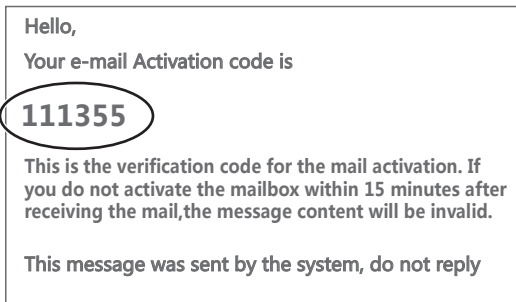 Hello,
Your e-mail Activation code is
111355
This is the verification code for the mail activation. If
you do not activate the mailbox within 15 minutes after
receiving the mail,the message content will be invalid.
This message was sent by the system, do not reply